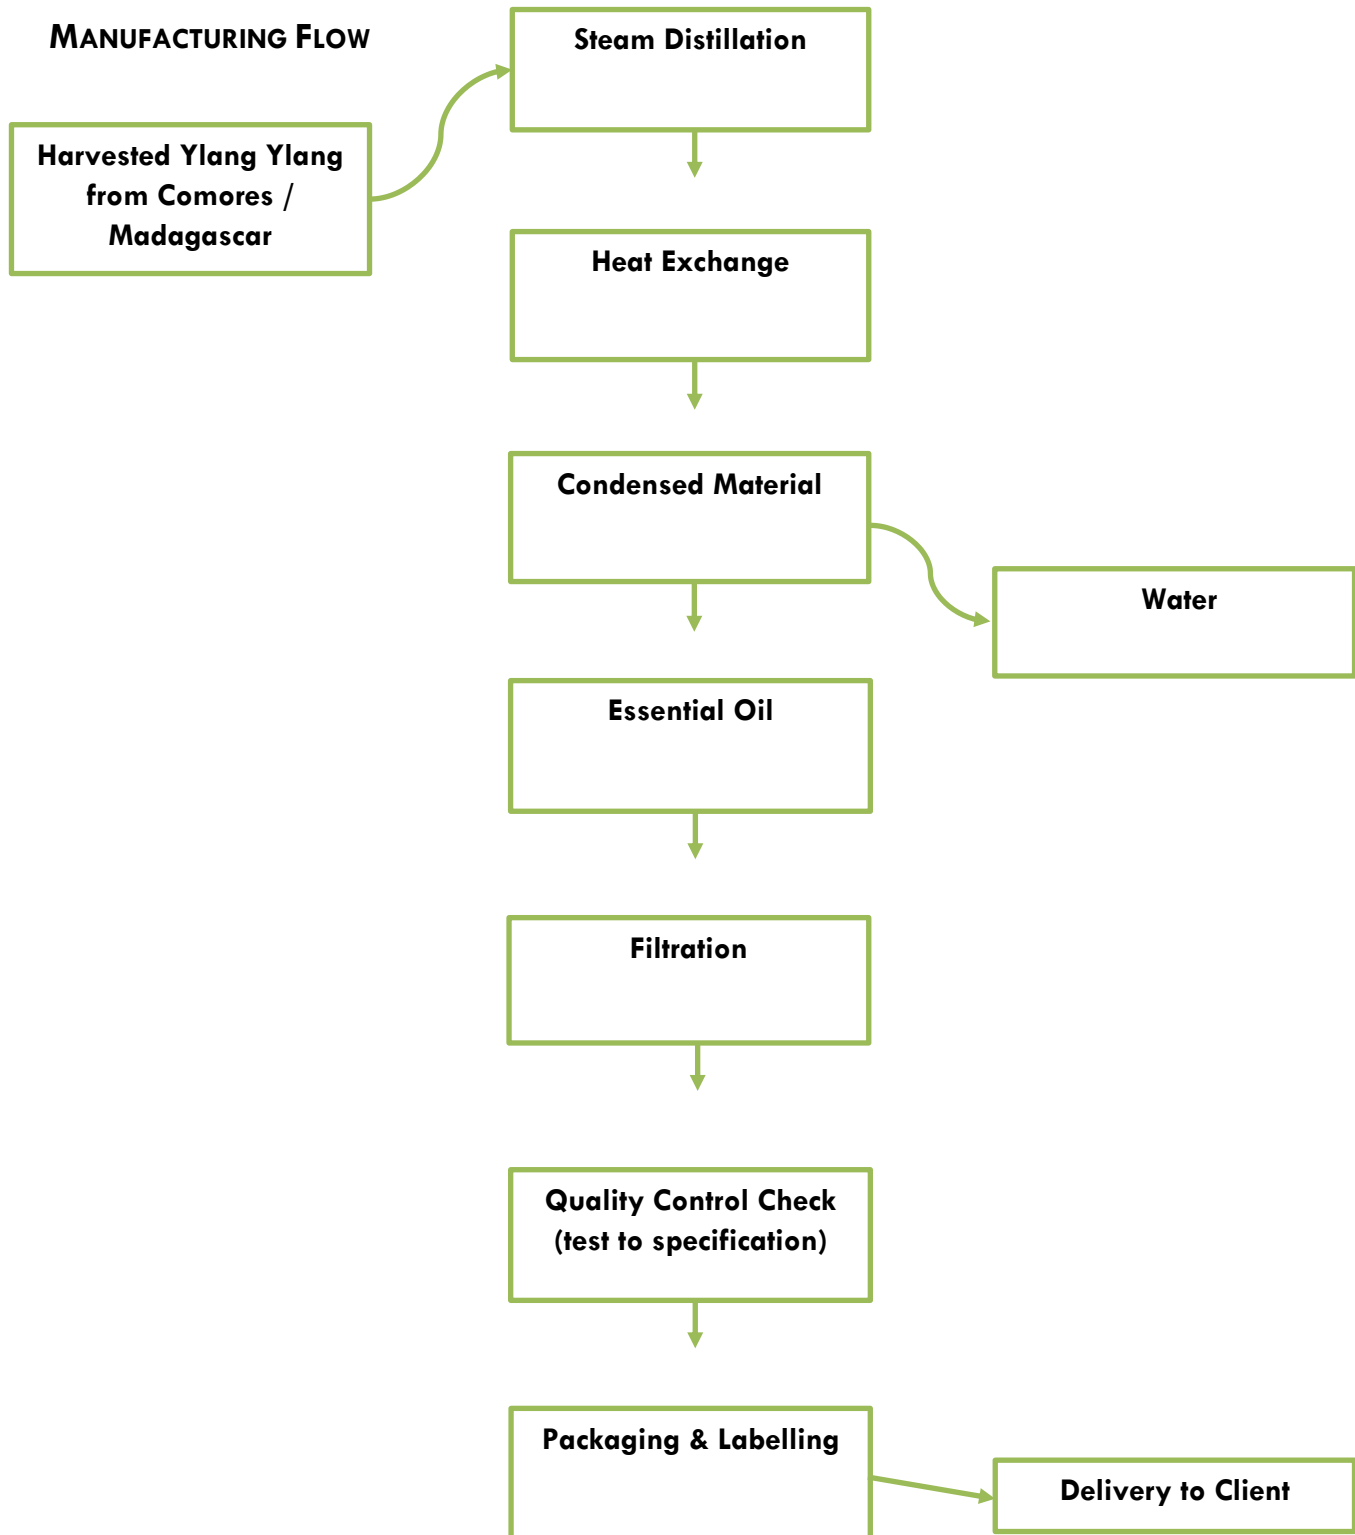 MANUFACTURING FLOW
Steam Distillation
Harvested Ylang Ylang
from Comores /
Madagascar
Heat Exchange
Condensed Material
Water
Essential Oil
Filtration
Quality Control Check
(test to specification)
Packaging & Labelling
Delivery to Client